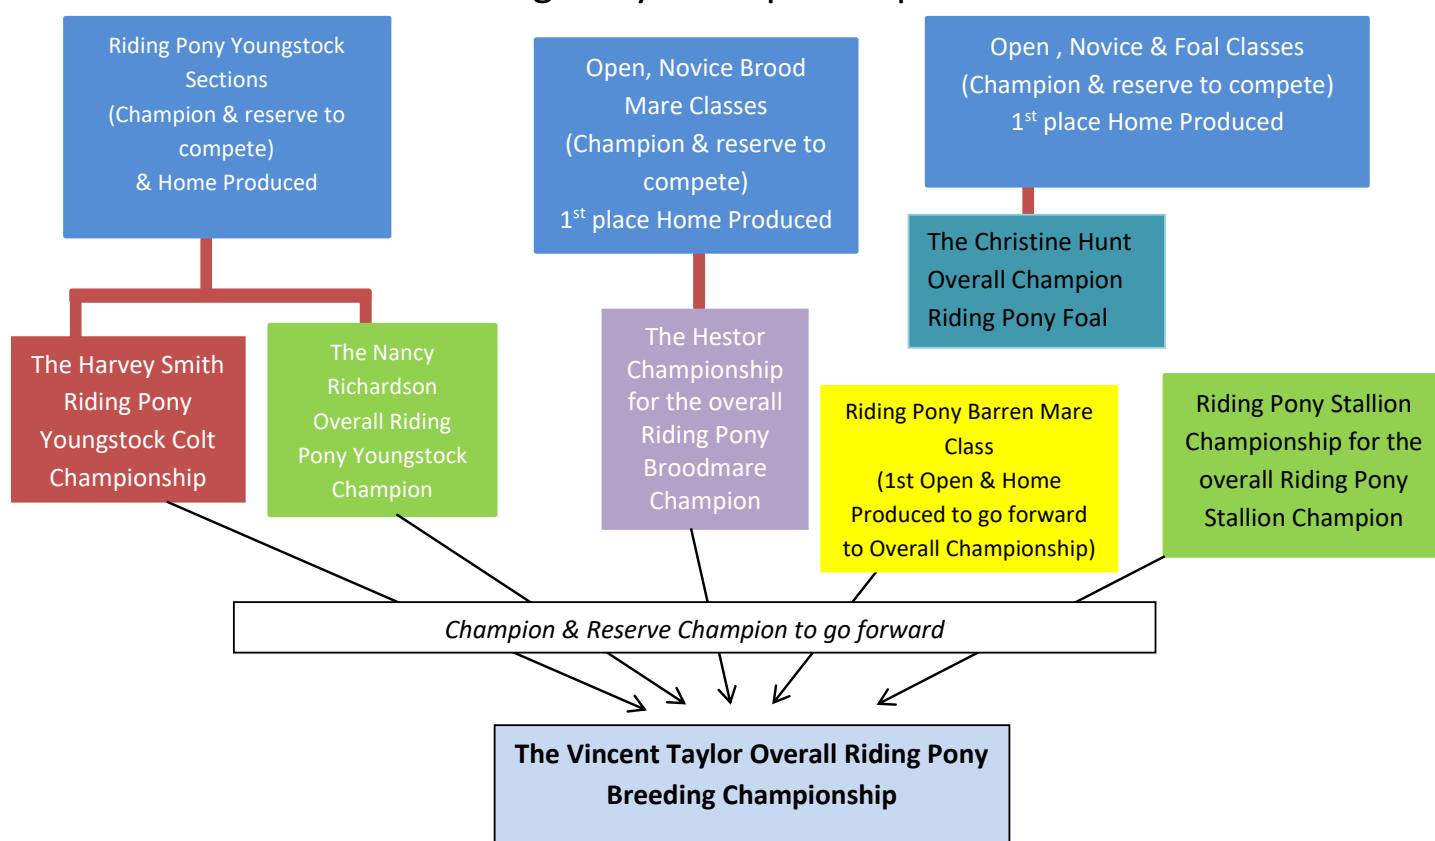 Riding Pony Youngstock
Sections
(Champion & reserve to
compete)
& Home Produced
Open, Novice Brood
Mare Classes
(Champion & reserve to
compete)
1st place Home Produced
Open , Novice & Foal Classes
(Champion & reserve to compete)
1st place Home Produced
The Christine Hunt
Overall Champion
Riding Pony Foal
The Harvey Smith
Riding Pony
Youngstock Colt
Championship
The Nancy
Richardson
Overall Riding
Pony Youngstock
Champion
The Hestor
Championship
for the overall
Riding Pony
Broodmare
Champion
Riding Pony Barren Mare
Class
(1st Open & Home
Produced to go forward
to Overall Championship)
Riding Pony Stallion
Championship for the
overall Riding Pony
Stallion Champion
Champion & Reserve Champion to go forward
The Vincent Taylor Overall Riding Pony
Breeding Championship